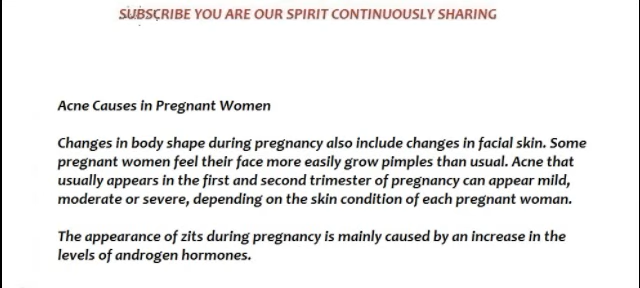 SUBSCRIBE YOU ARE OUR SPIRIT CONTINUOUSLY SHARING
Acne Causes in Pregnant Women
Changes in body shape during pregnancy also include changes in facial skin. Some
pregnant women feel their face more easily grow pimples than usual. Acne that
usually appears in the first and second trimester of pregnancy can appear mild,
moderate or severe, depending on the skin condition of each pregnant woman.
The appearance of zits during pregnancy is mainly caused by an increase in the
levels of androgen hormones.